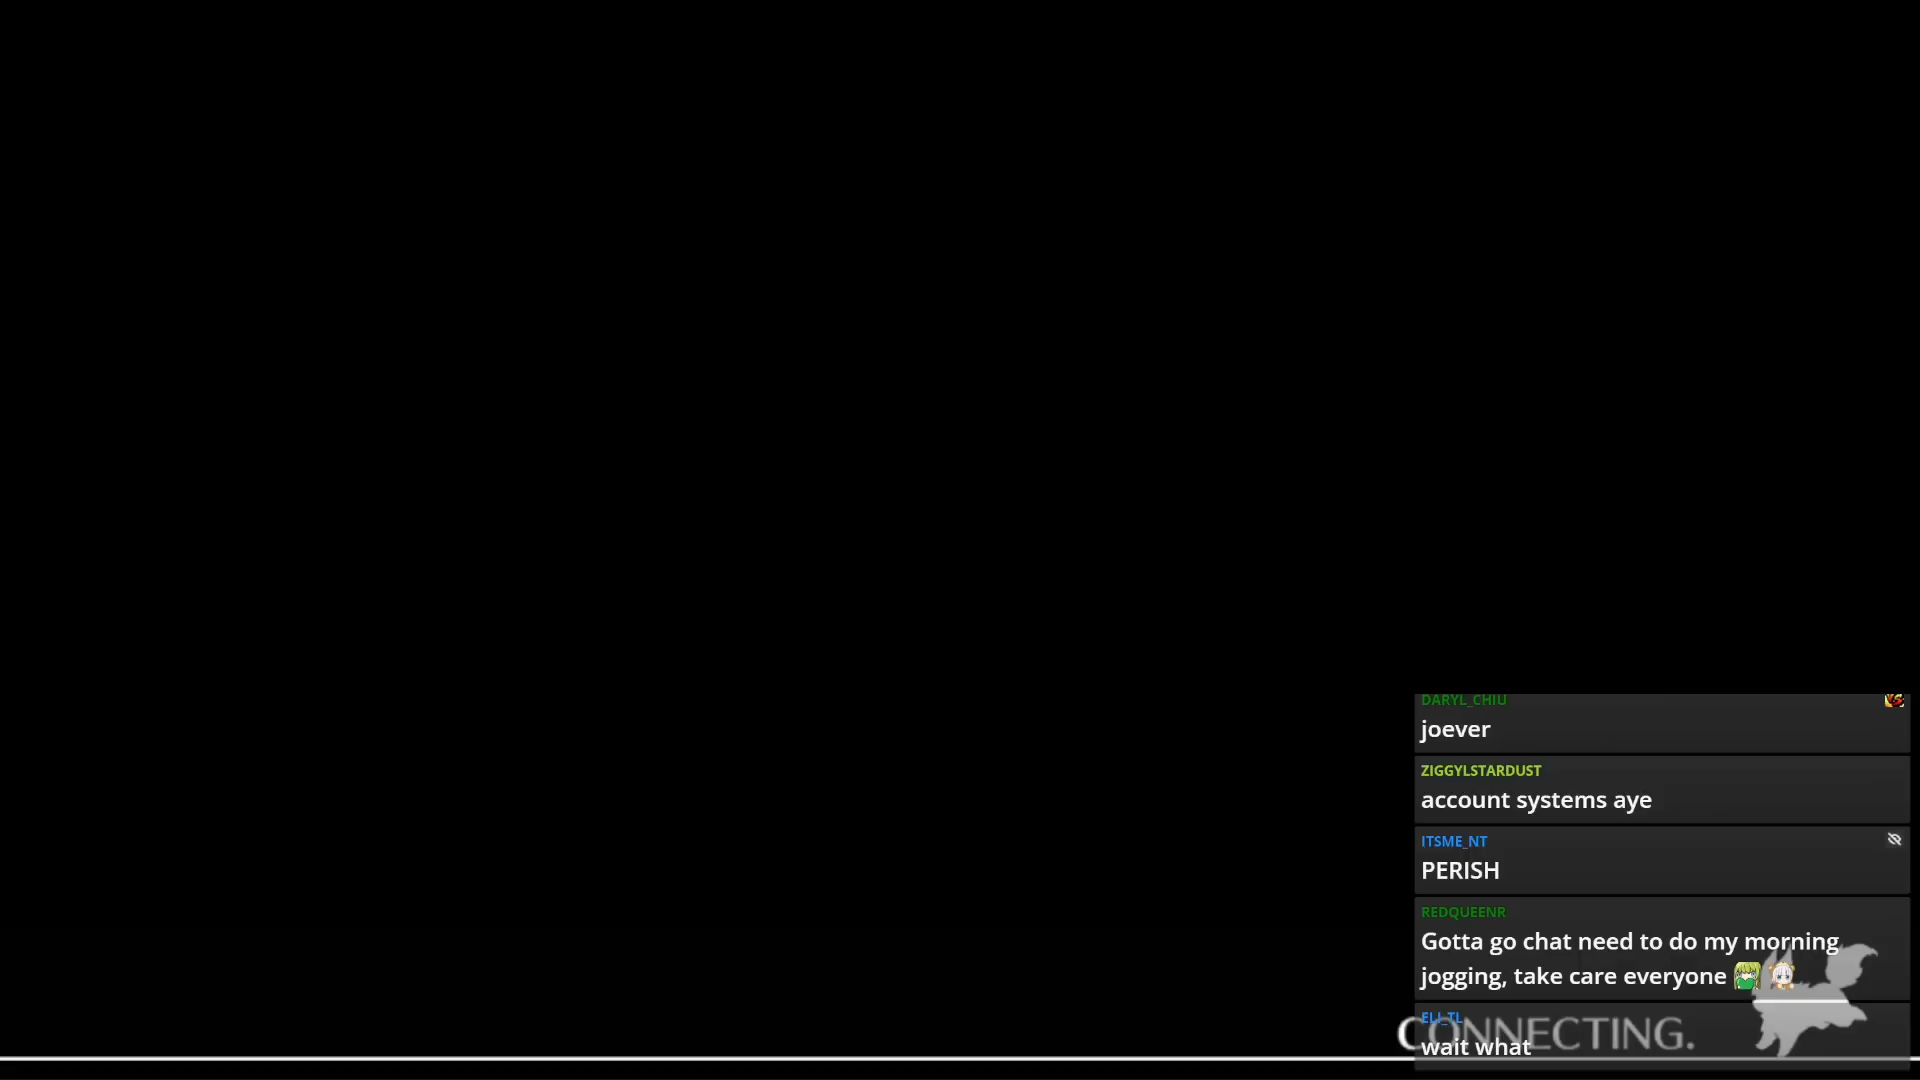 DARYL_CHIU
joever
ZIGGYLSTARDUST
account systems aye
ITSME_NT
PERISH
REDQUEENR
Gotta go chat need to do my morning
jogging, take care everyone
ELI_TL
CONNECTING.
wait what